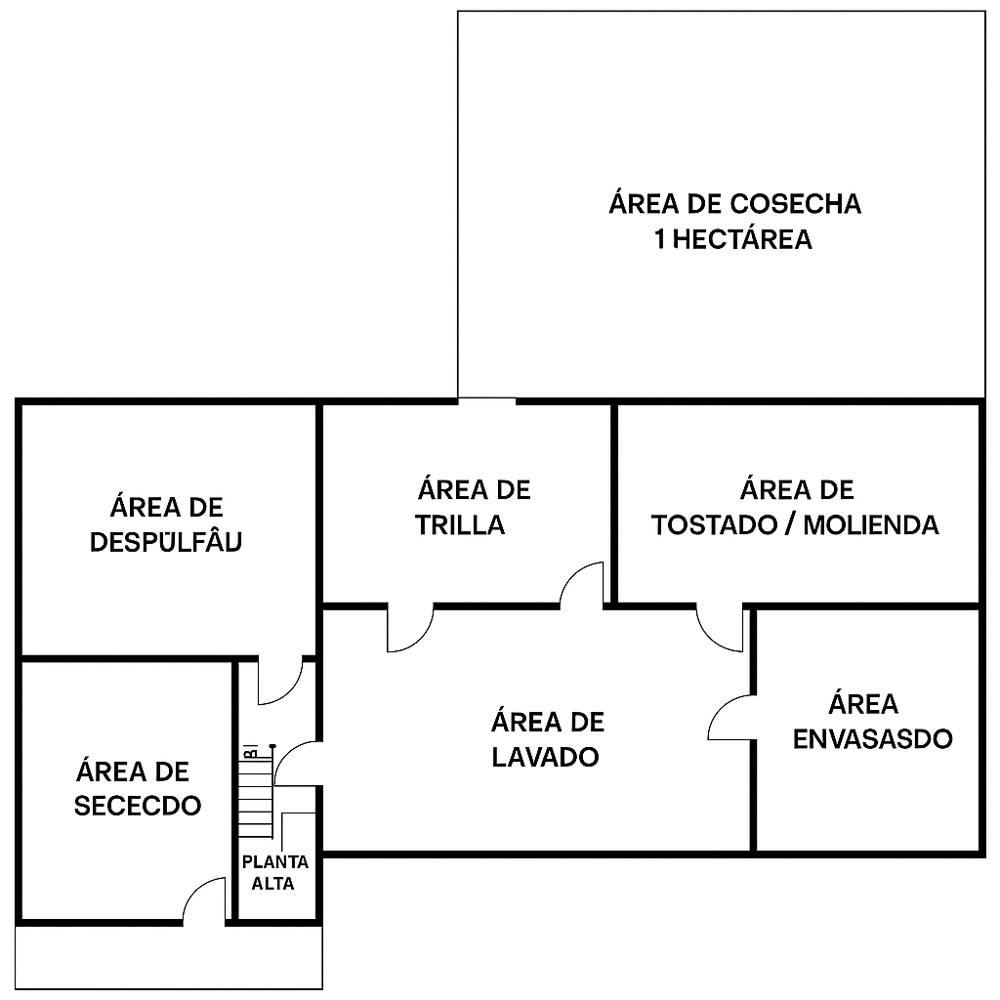 ÁREA DE COSECHA
1 HECTÁREA
ÁREA DE
DESPÜLFÂU
ÁREA DE
TRILLA
ÁREA DE
TOSTADO / MOLIENDA
ÁREA DE
LAVADO
ÁREA
ENVASASDO
ÁREA DE
SECECDO
PLANTA
ALTA